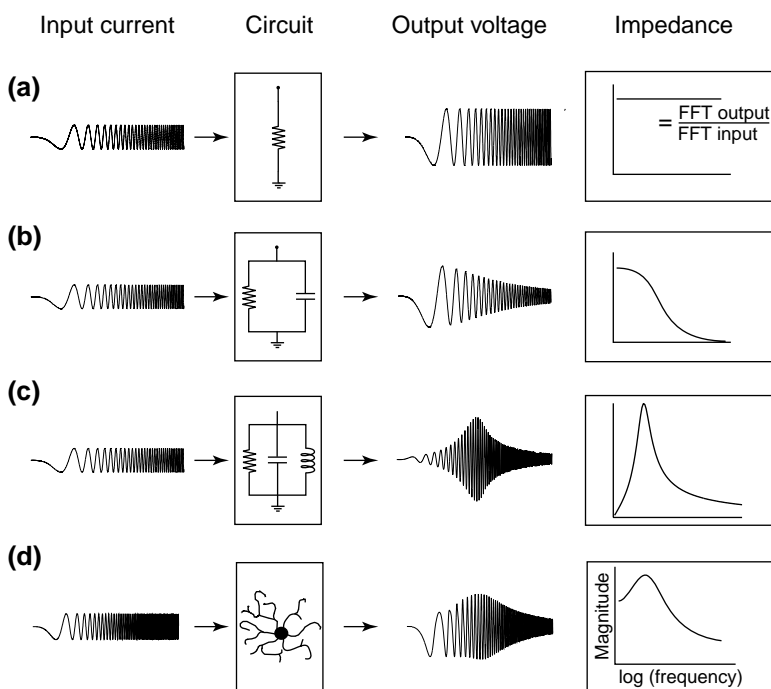 Input current Circuit Output voltage Impedance
(a)
= FFT output
FFT input
(b)
(c)
(d)
Magnitude
log (frequency)